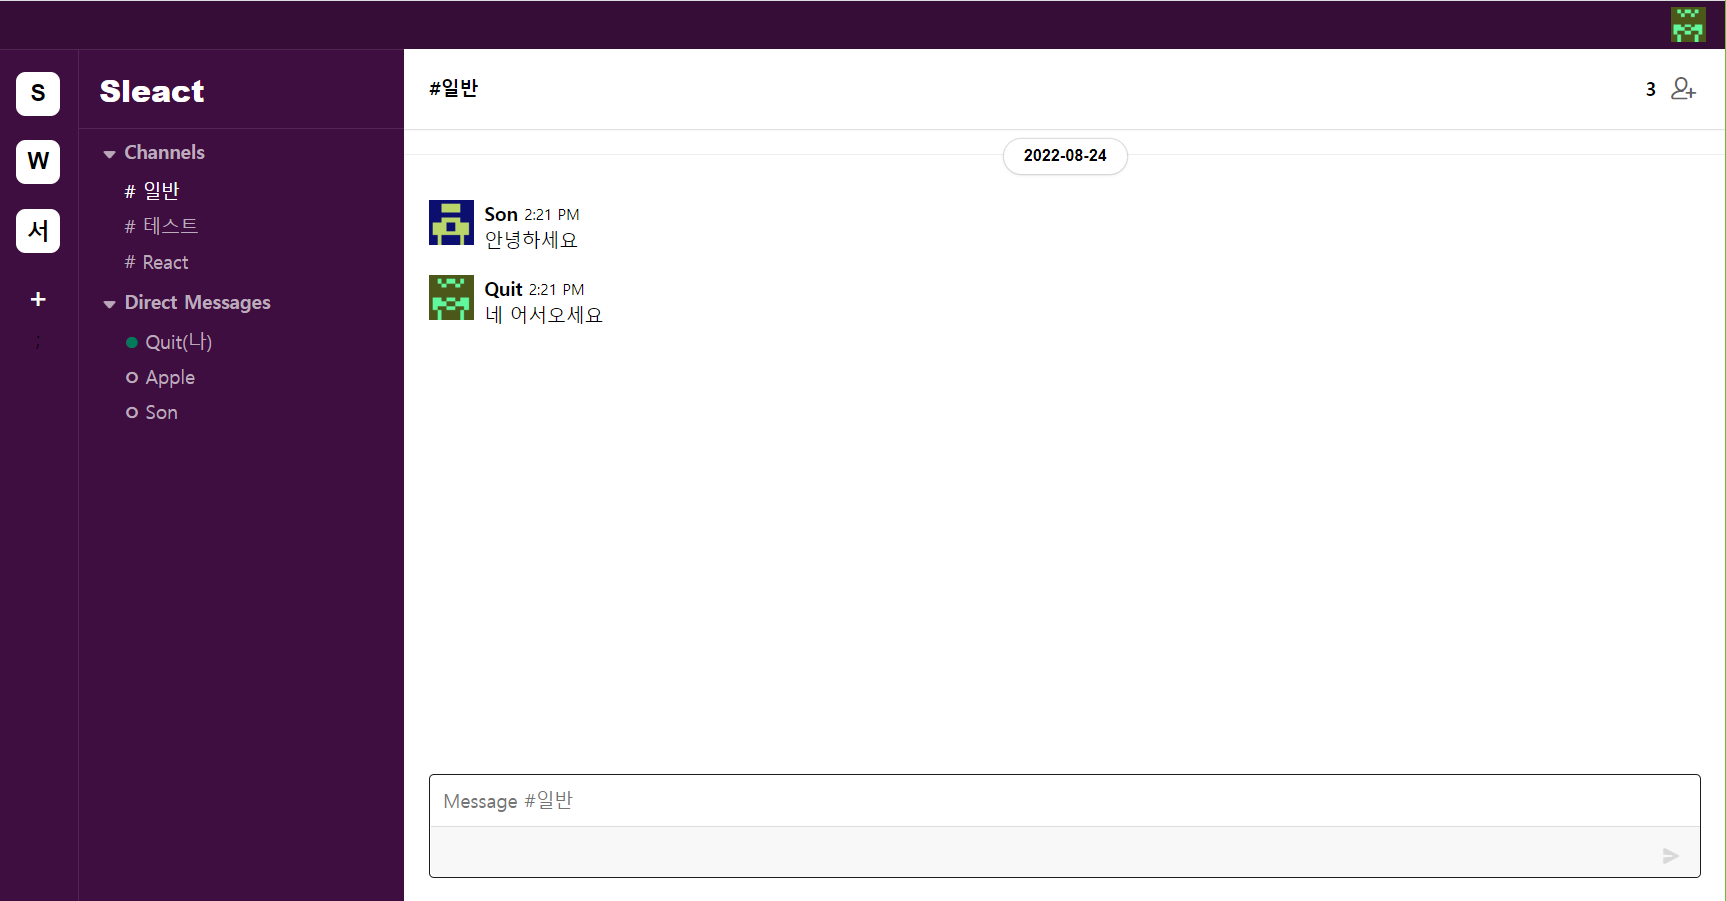 S
W
서
+
;
Sleact
Channels
# 일반
# 테스트
# React
Direct Messages
Quit(나)
Apple
Son
#일반
3
2022-08-24
Son 2:21 PM
안녕하세요
Quit 2:21 PM
네 어서오세요
Message #일반